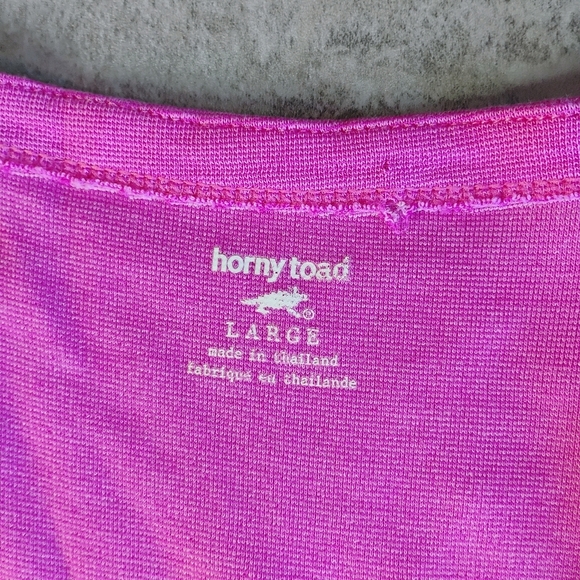 horny toad
LARGE
made in thailand
fabriqué en thaïlande